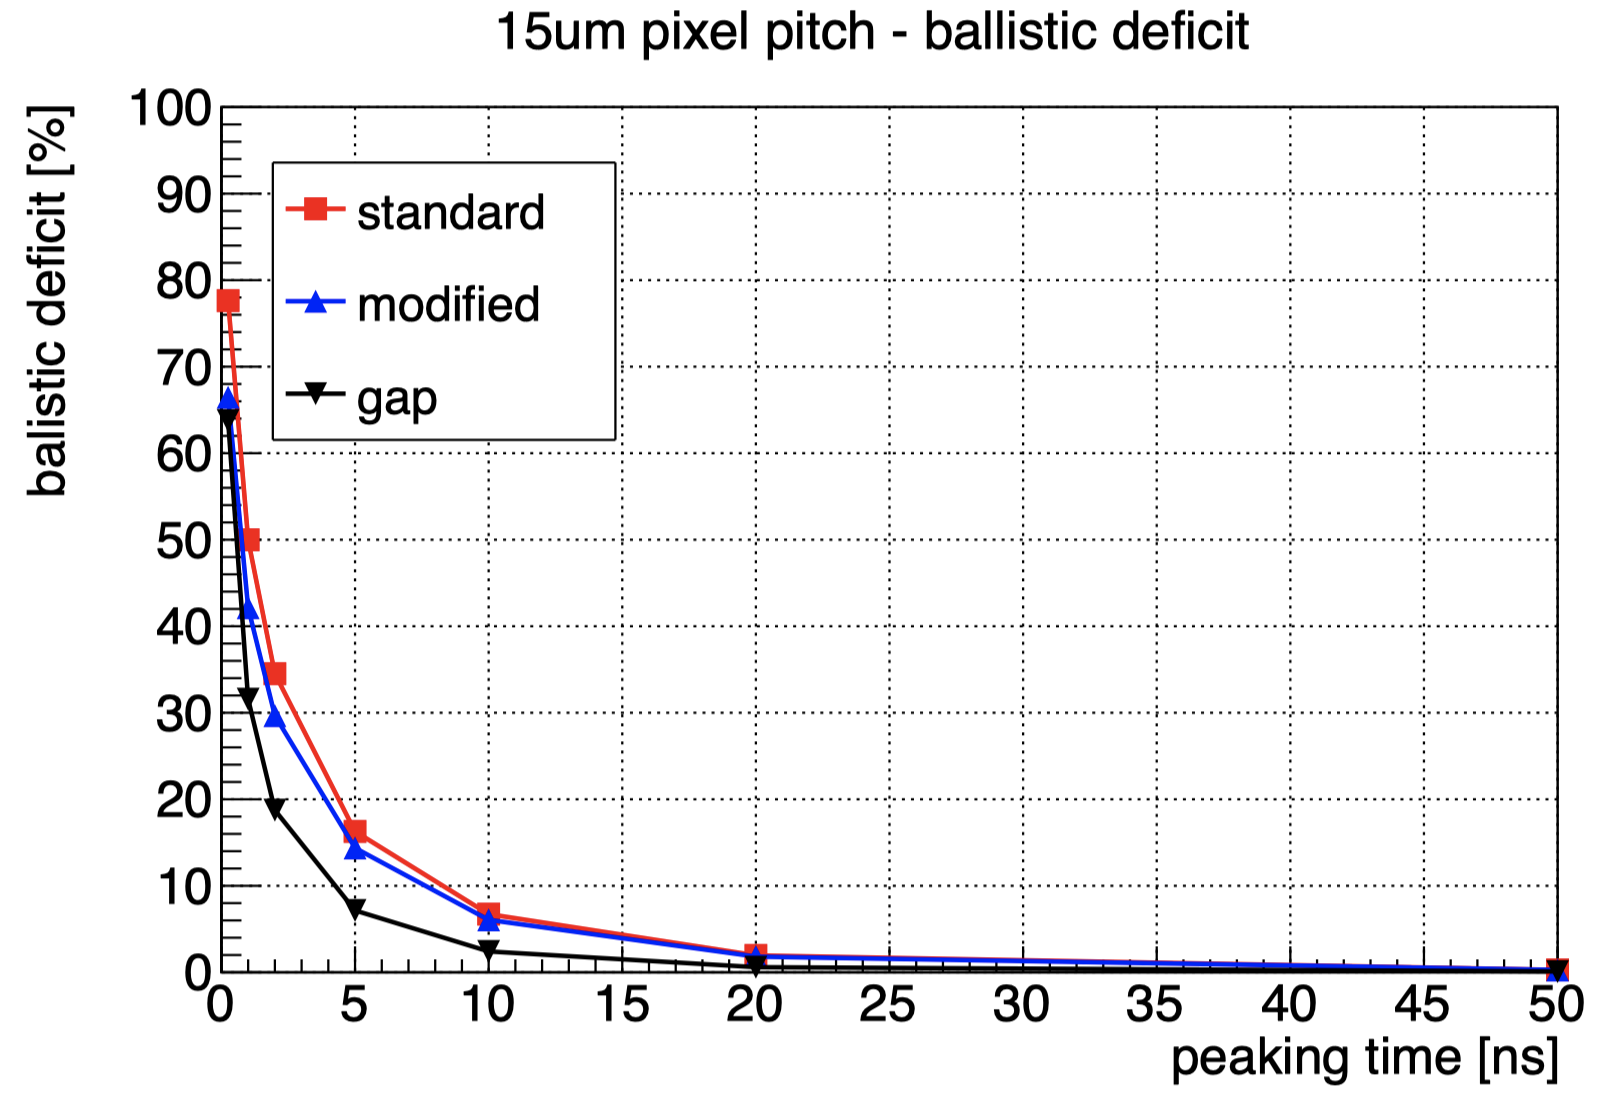 15um pixel pitch - ballistic deficit
balistic deficit [%]
100
90
80
70
60
50
40
30
20
10
0
standard
modified
gap
0 5 10 15 20 25 30 35 40 45 50
peaking time [ns]